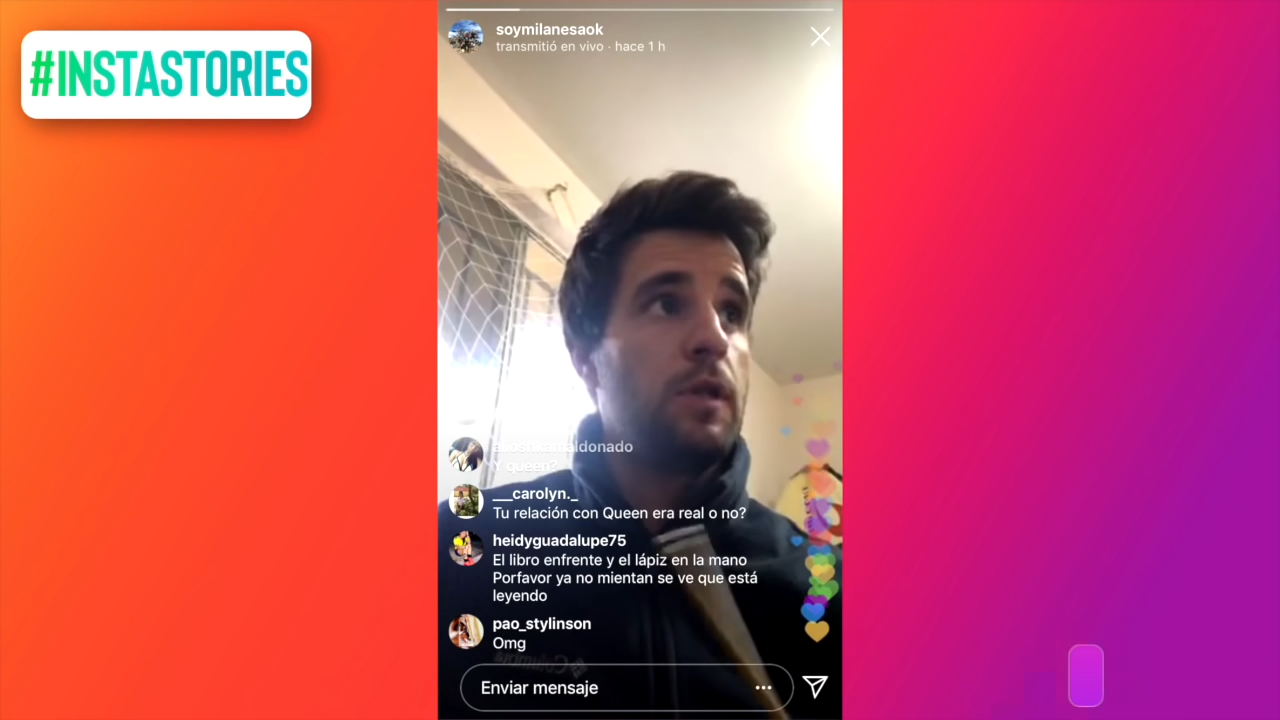 #INSTASTORIES
soymilanesaok
transmitió en vivo · hace 1 h
Y queen?
___carolyn._
Tu relación con Queen era real o no?
heidyguadalupe75
El libro enfrente y el lápiz en la mano
Porfavor ya no mientan se ve que está
leyendo
pao_stylinson
Omg
Columbia
Enviar mensaje